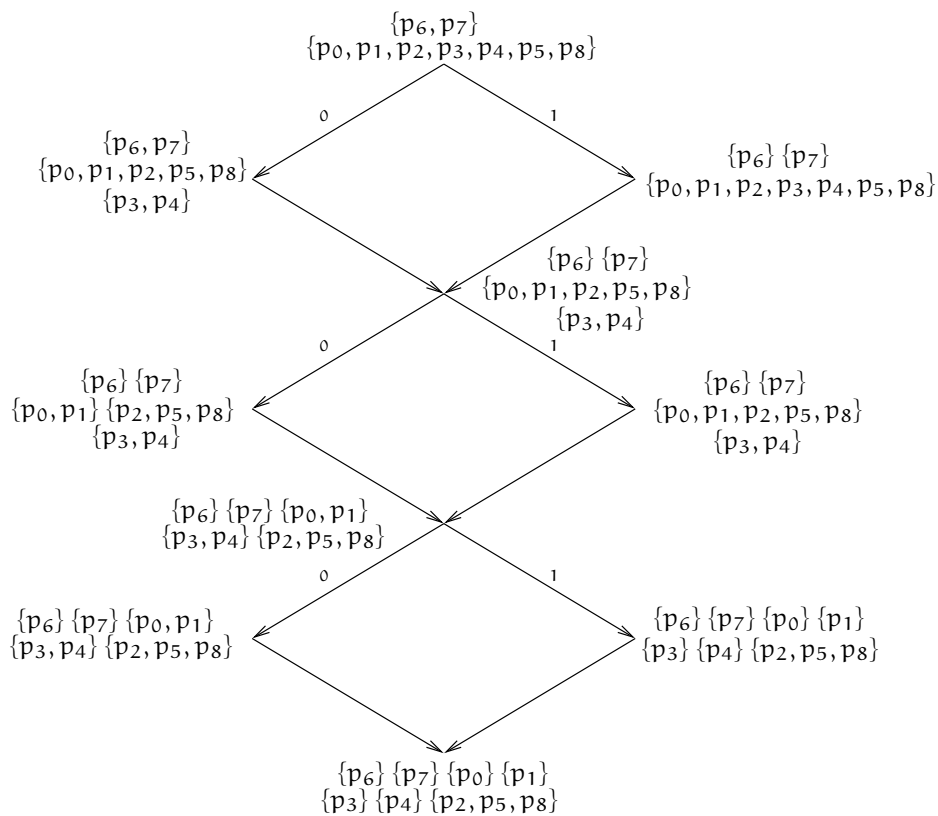 {p6, p7}
{p0, p1, p2, p3, p4, p5, p8}
0 1
{p6, p7}
{p0, p1, p2, p5, p8}
{p3, p4}
{p6} {p7}
{p0, p1, p2, p3, p4, p5, p8}
{p6} {p7}
{p0, p1, p2, p5, p8}
{p3, p4}
0 1
{p6} {p7}
{p0, p1} {p2, p5, p8}
{p3, p4}
{p6} {p7}
{p0, p1, p2, p5, p8}
{p3, p4}
{p6} {p7} {p0, p1}
{p3, p4} {p2, p5, p8}
0 1
{p6} {p7} {p0, p1}
{p3, p4} {p2, p5, p8}
{p6} {p7} {p0} {p1}
{p3} {p4} {p2, p5, p8}
{p6} {p7} {p0} {p1}
{p3} {p4} {p2, p5, p8}